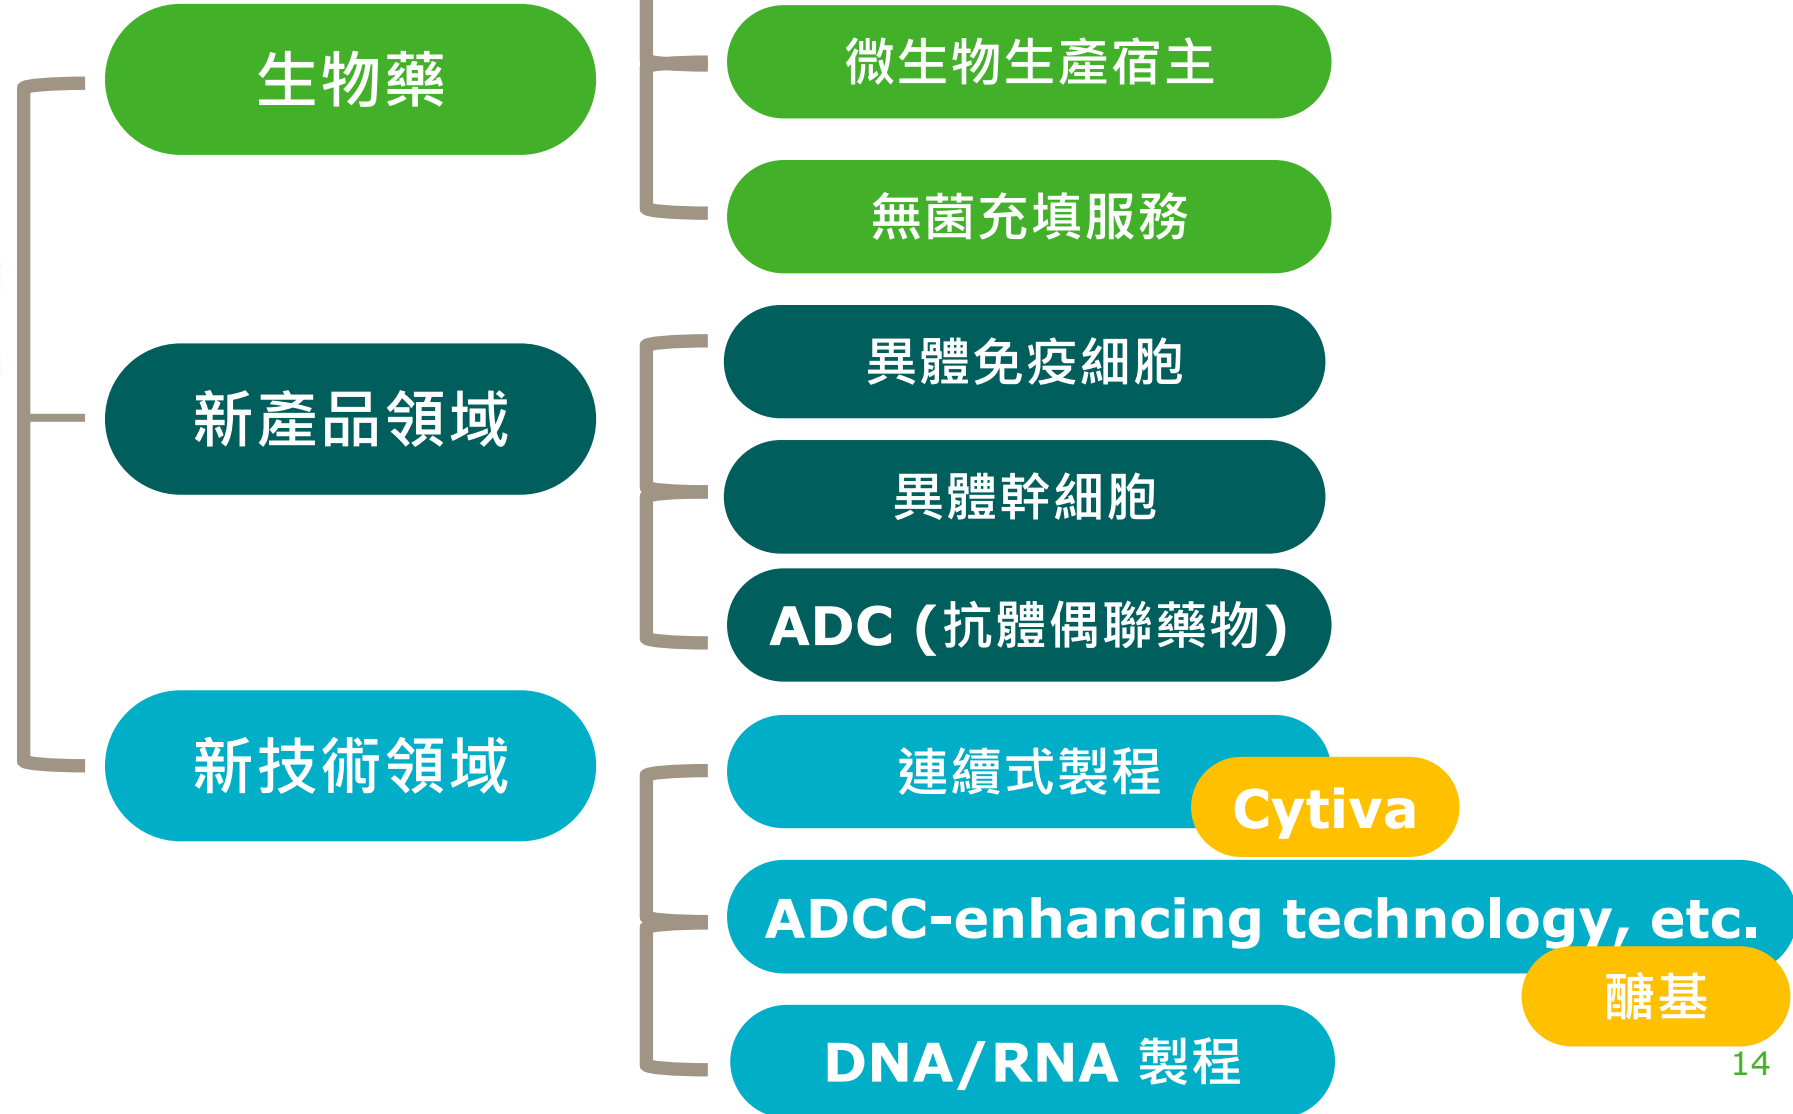 生物藥
微生物生產宿主
無菌充填服務
新產品領域
異體免疫細胞
異體幹細胞
ADC (抗體偶聯藥物)
新技術領域
連續式製程
Cytiva
ADCC-enhancing technology, etc.
醣基
DNA/RNA 製程
14